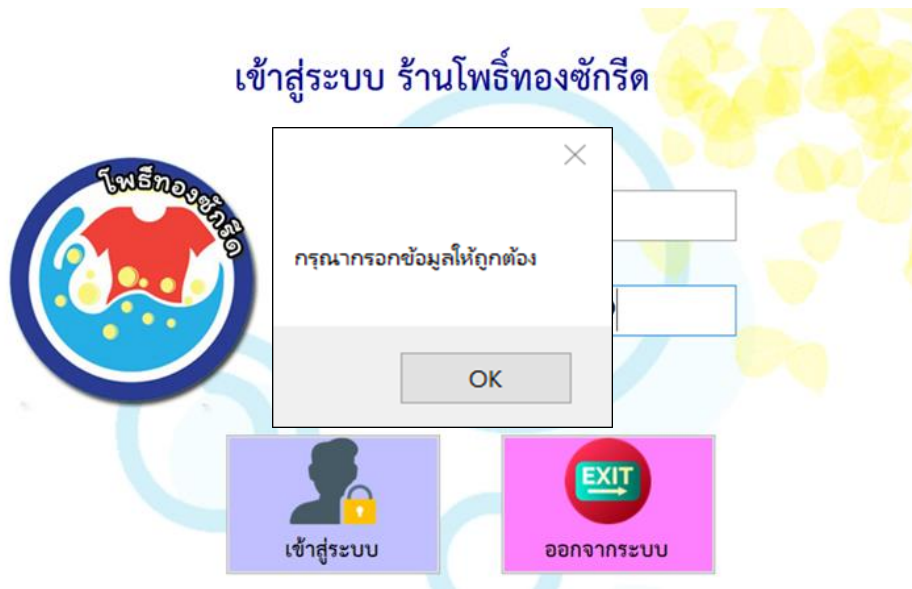 เข้าสู่ระบบ ร้านโพธิ์ทองซักรีด
โพธิ์ทองซักรีด
กรุณากรอกข้อมูลให้ถูกต้อง
OK
EXIT
เข้าสู่ระบบ
ออกจากระบบ